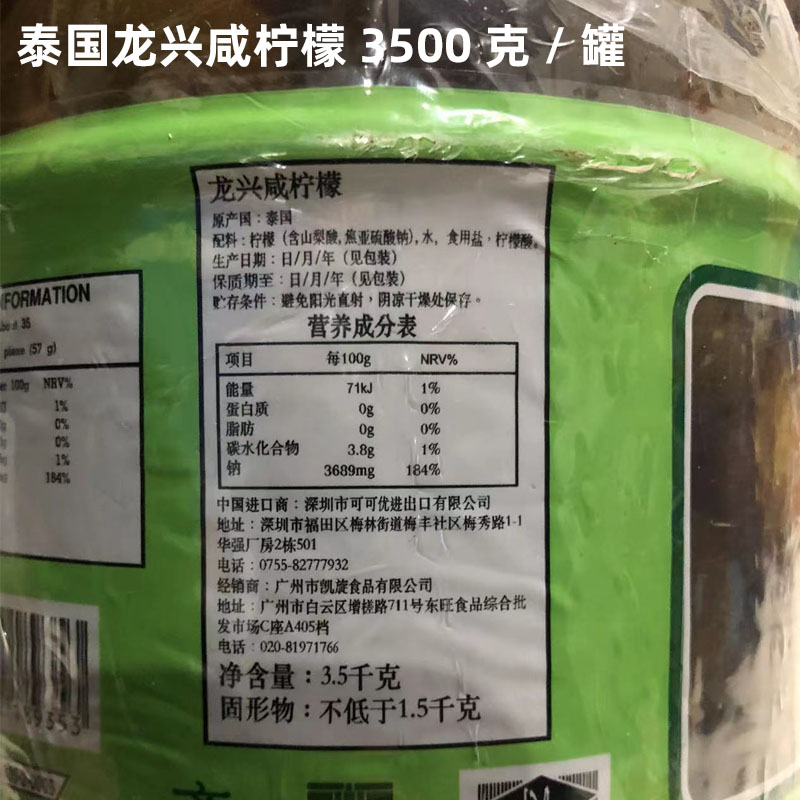 泰国龙兴咸柠檬 3500 克 / 罐
龙兴咸柠檬
原产国：泰国
配料：柠檬（含山梨酸,焦亚硫酸钠），水，食用盐，柠檬酸。
生产日期：日/月/年（见包装）
保质期至：日/月/年（见包装）
贮存条件：避免阳光直射，阴凉干燥处保存。
营养成分表
项目 每100g NRV%
能量 71kJ 1%
蛋白质 0g 0%
脂肪 0g 0%
碳水化合物 3.8g 1%
钠 3689mg 184%
中国进口商：深圳市可可优进出口有限公司
地址：深圳市福田区梅林街道梅丰社区梅秀路1-1
华强厂房2栋501
电话：0755-82777932
经销商：广州市凯旋食品有限公司
地址：广州市白云区增槎路711号东旺食品综合批
发市场C座A405档
电话：020-81971766
净含量：3.5千克
固形物：不低于1.5千克
FORMATION
35
(57 g)
100g NRV%
1%
0%
0%
1%
184%